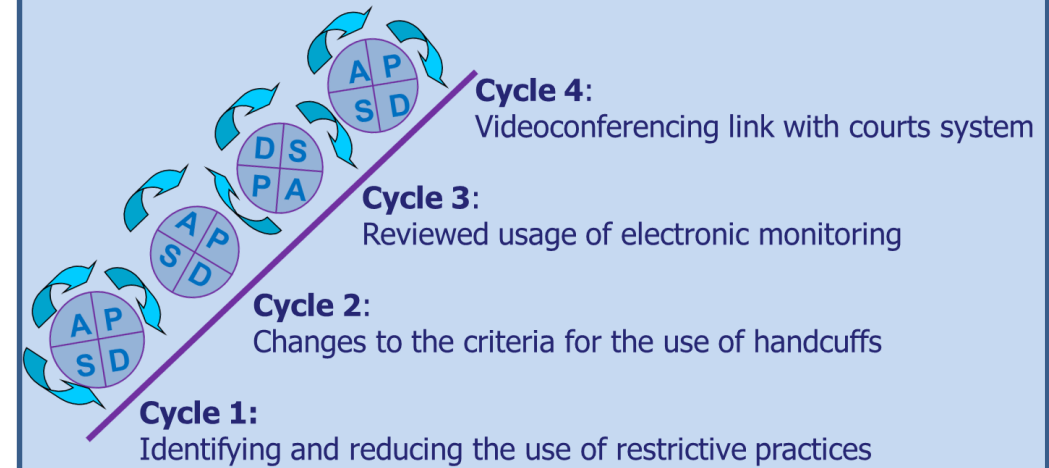 A P
S D
Cycle 4:
Videoconferencing link with courts system
D S
P A
Cycle 3:
Reviewed usage of electronic monitoring
A P
S D
Cycle 2:
Changes to the criteria for the use of handcuffs
A P
S D
Cycle 1:
Identifying and reducing the use of restrictive practices